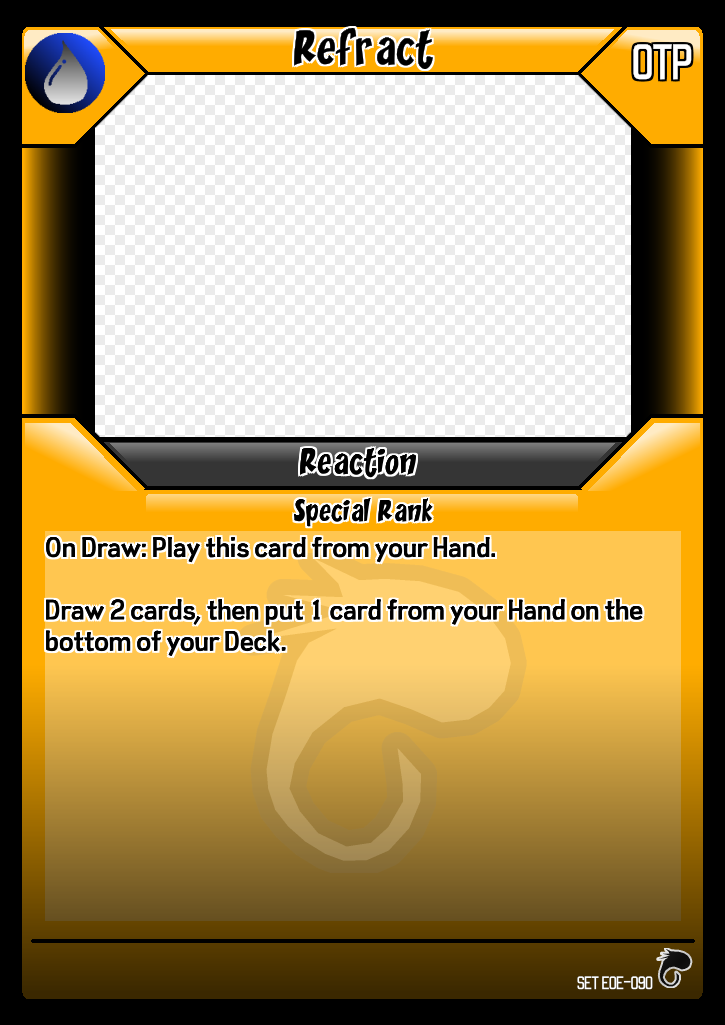 Refract
OTP
Reaction
Special Rank
On Draw: Play this card from your Hand.
Draw 2 cards, then put 1 card from your Hand on the
bottom of your Deck.
SET EOE-090